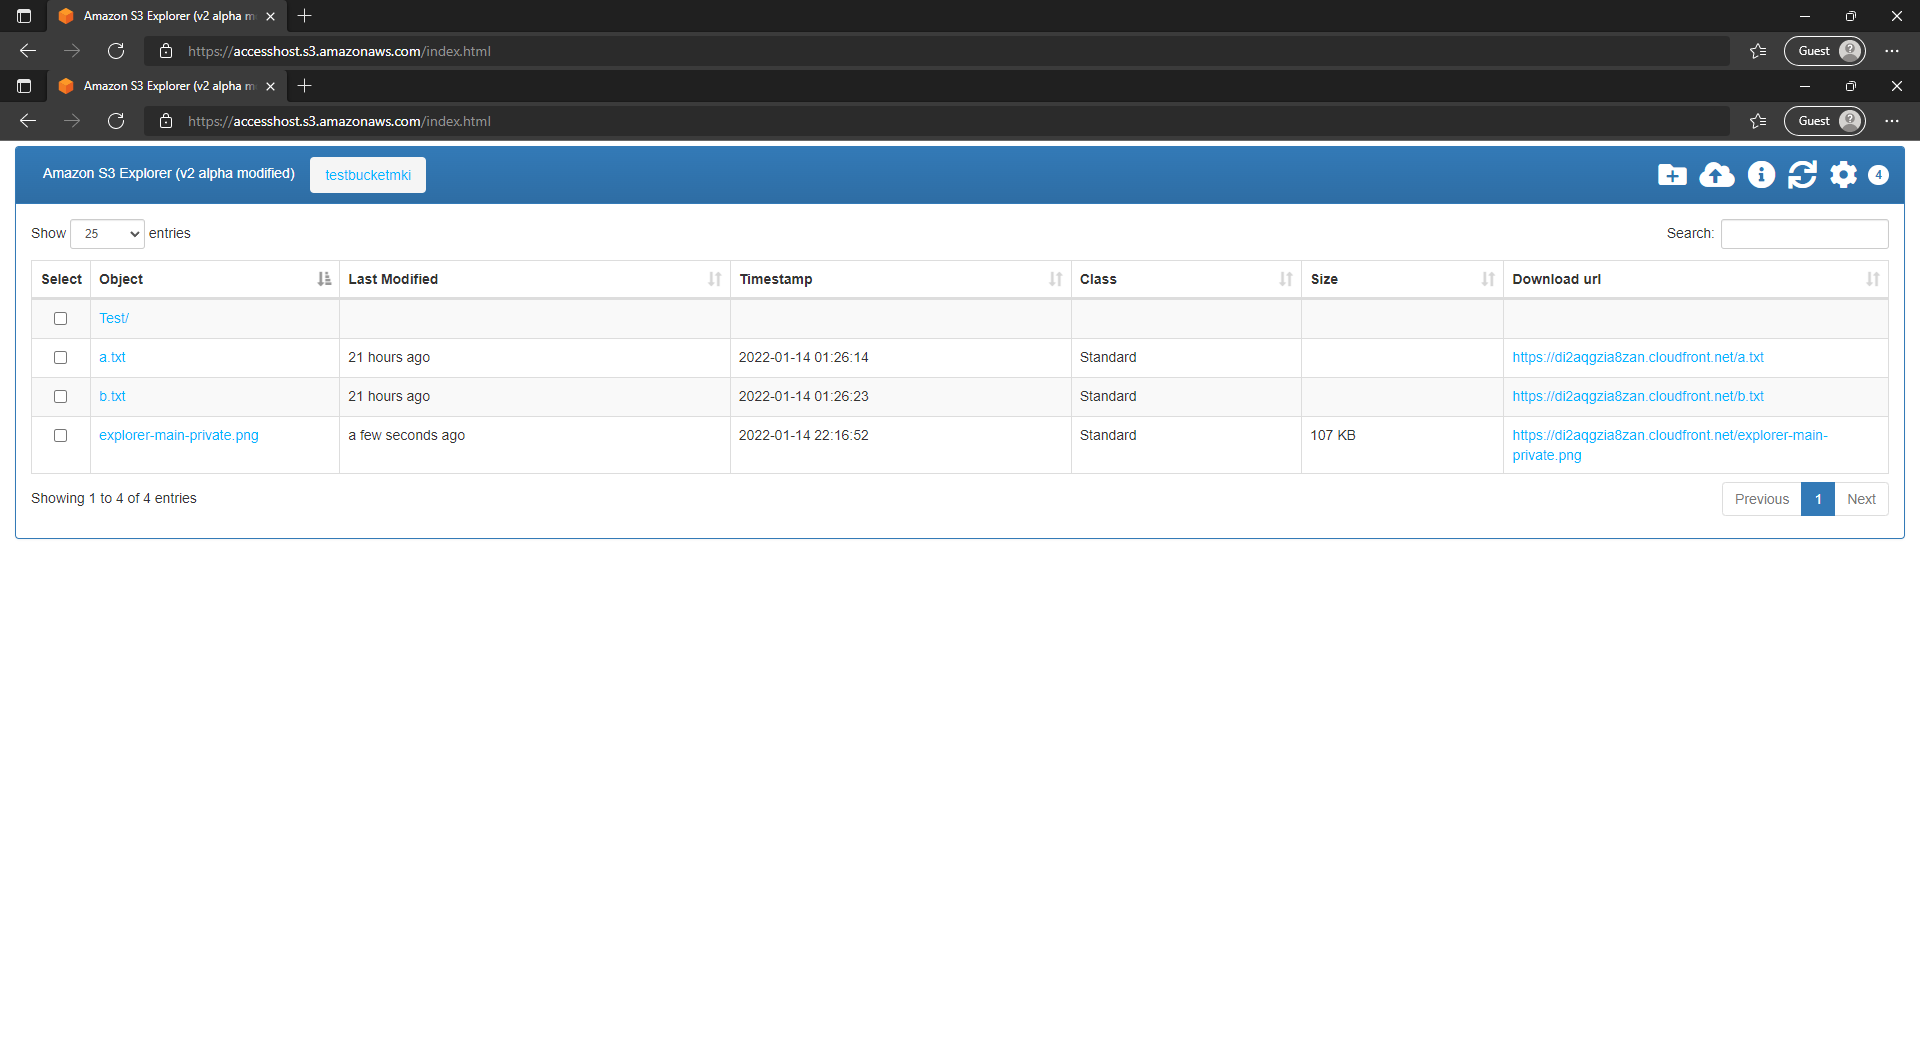 Amazon S3 Explorer (v2 alpha m
https://accesshost.s3.amazonaws.com/index.html Guest
Amazon S3 Explorer (v2 alpha m
https://accesshost.s3.amazonaws.com/index.html Guest
Amazon S3 Explorer (v2 alpha modified) testbucketmki 4
Show 25 entries Search:
Select Object Last Modified Timestamp Class Size Download url
Test/
a.txt 21 hours ago 2022-01-14 01:26:14 Standard https://di2aqgzia8zan.cloudfront.net/a.txt
b.txt 21 hours ago 2022-01-14 01:26:23 Standard https://di2aqgzia8zan.cloudfront.net/b.txt
explorer-main-private.png a few seconds ago 2022-01-14 22:16:52 Standard 107 KB https://di2aqgzia8zan.cloudfront.net/explorer-main-
private.png
Showing 1 to 4 of 4 entries Previous 1 Next